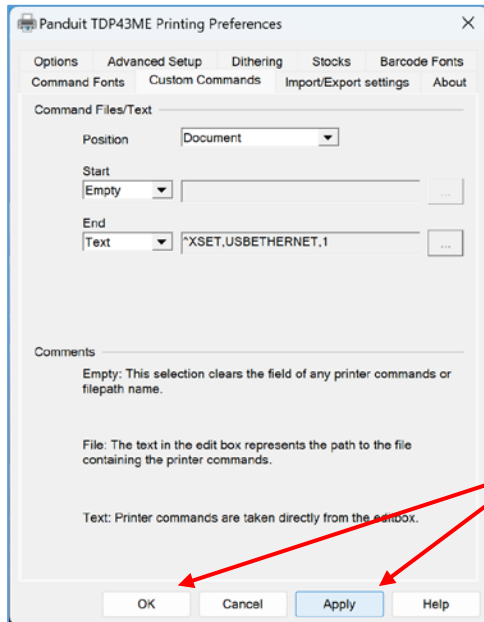 Panduit TDP43ME Printing Preferences
Options Advanced Setup Dithering Stocks Barcode Fonts
Command Fonts Custom Commands Import/Export settings About
Command Files/Text
Position Document
Start
Empty ...
End
Text ^XSET,USBETHERNET,1 ...
Comments
Empty: This selection clears the field of any printer commands or
filepath name.
File: The text in the edit box represents the path to the file
containing the printer commands.
Text: Printer commands are taken directly from the editbox.
OK Cancel Apply Help